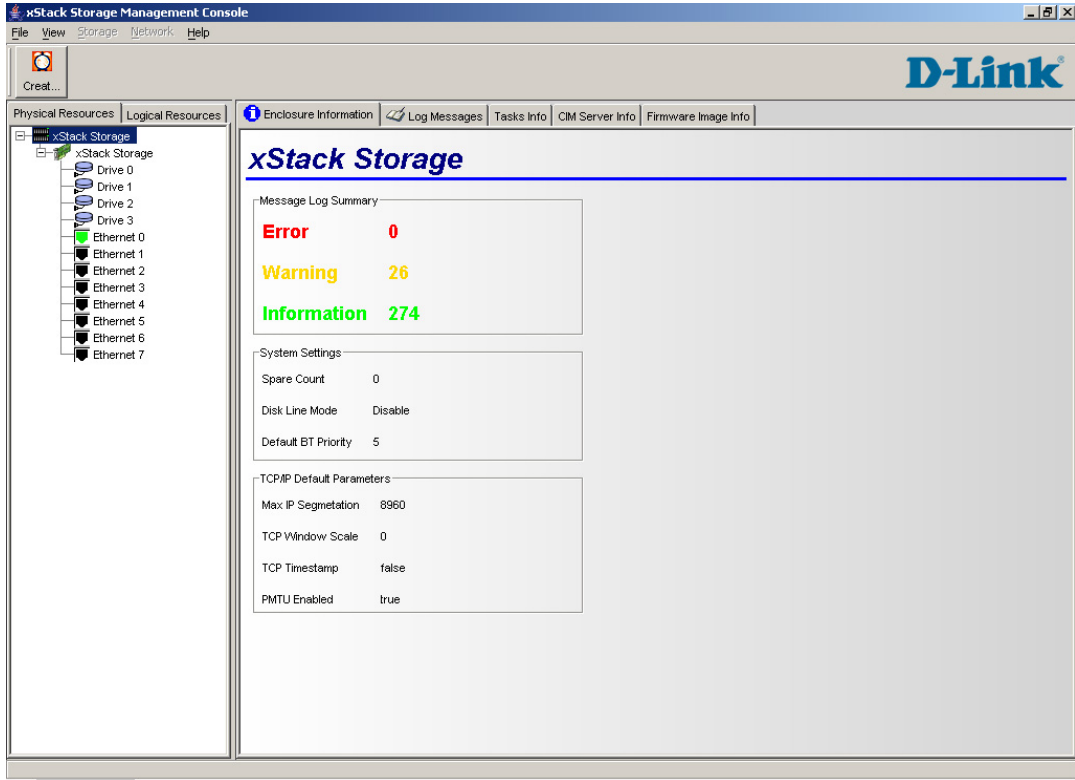 xStack Storage Management Console
File View Storage Network Help
Creat...
D-Link®
Physical Resources Logical Resources
xStack Storage
xStack Storage
Drive 0
Drive 1
Drive 2
Drive 3
Ethernet 0
Ethernet 1
Ethernet 2
Ethernet 3
Ethernet 4
Ethernet 5
Ethernet 6
Ethernet 7
Enclosure Information Log Messages Tasks Info CIM Server Info Firmware Image Info
xStack Storage
Message Log Summary
Error 0
Warning 26
Information 274
System Settings
Spare Count 0
Disk Line Mode Disable
Default BT Priority 5
TCP/IP Default Parameters
Max IP Segmetation 8960
TCP Window Scale 0
TCP Timestamp false
PMTU Enabled true